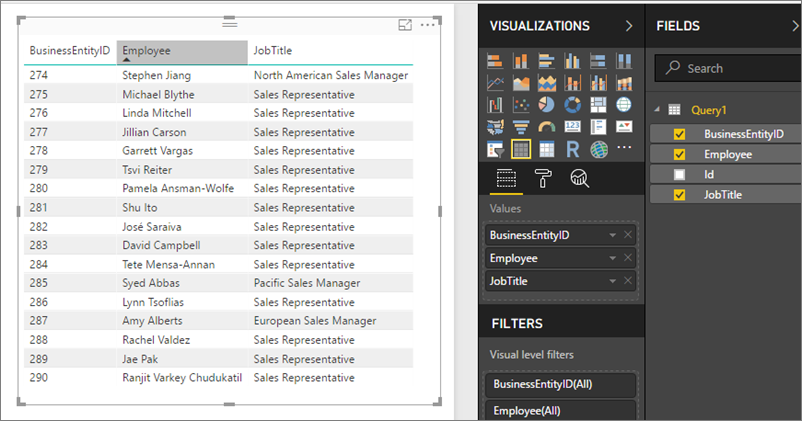 BusinessEntityID Employee JobTitle
274 Stephen Jiang North American Sales Manager
275 Michael Blythe Sales Representative
276 Linda Mitchell Sales Representative
277 Jillian Carson Sales Representative
278 Garrett Vargas Sales Representative
279 Tsvi Reiter Sales Representative
280 Pamela Ansman-Wolfe Sales Representative
281 Shu Ito Sales Representative
282 José Saraiva Sales Representative
283 David Campbell Sales Representative
284 Tete Mensa-Annan Sales Representative
285 Syed Abbas Pacific Sales Manager
286 Lynn Tsoflias Sales Representative
287 Amy Alberts European Sales Manager
288 Rachel Valdez Sales Representative
289 Jae Pak Sales Representative
290 Ranjit Varkey Chudukatil Sales Representative
VISUALIZATIONS
123
R
Values
BusinessEntityID
Employee
JobTitle
FILTERS
Visual level filters
BusinessEntityID(All)
Employee(All)
FIELDS
Search
Query1
BusinessEntityID
Employee
Id
JobTitle